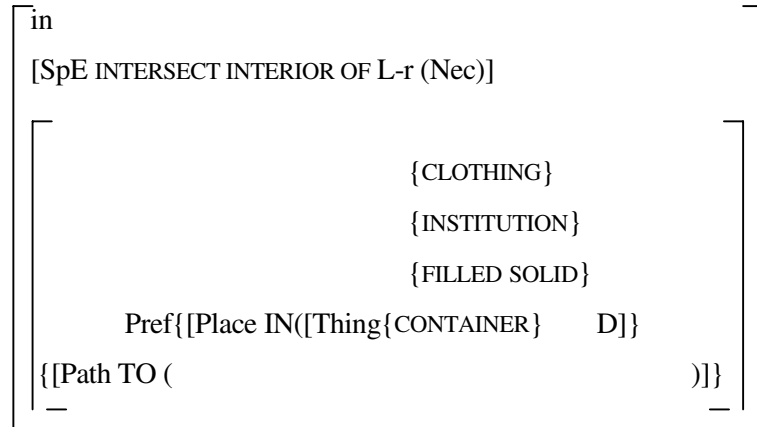 in
[SpE INTERSECT INTERIOR OF L-r (Nec)]
{CLOTHING}
{INSTITUTION}
{FILLED SOLID}
Pref{[Place IN([Thing{CONTAINER} D]}
{[Path TO ( )]}